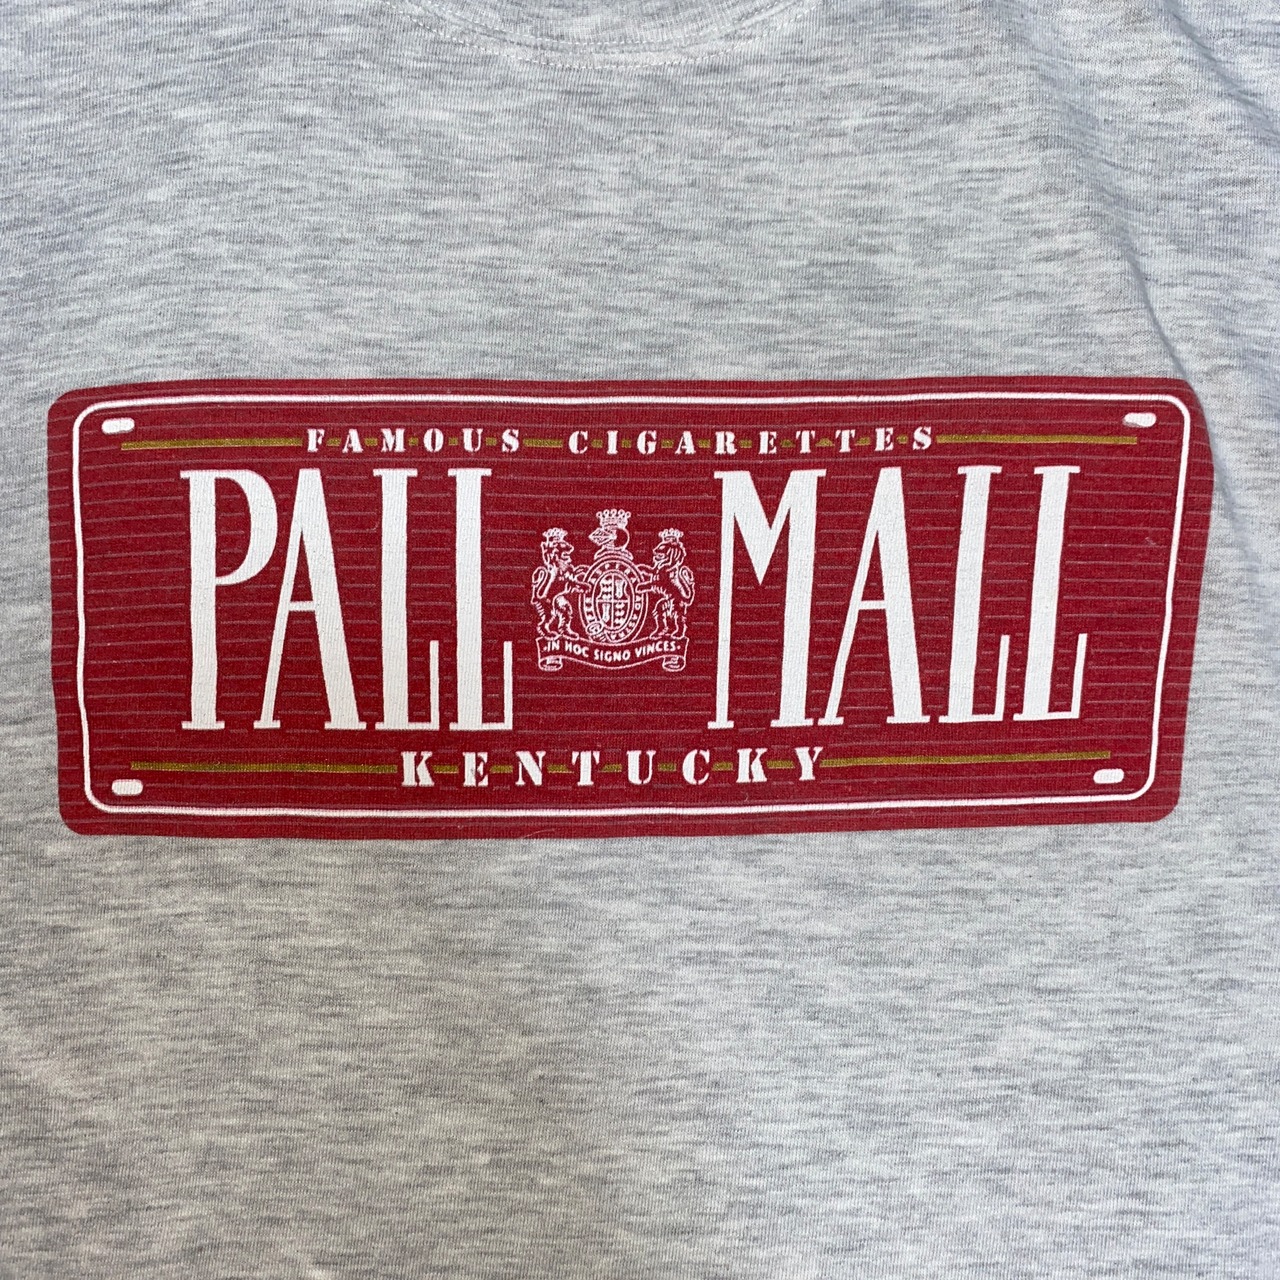 FAMOUS CIGARETTES
PALL MALL
IN HOC SIGNO VINCES
KENTUCKY